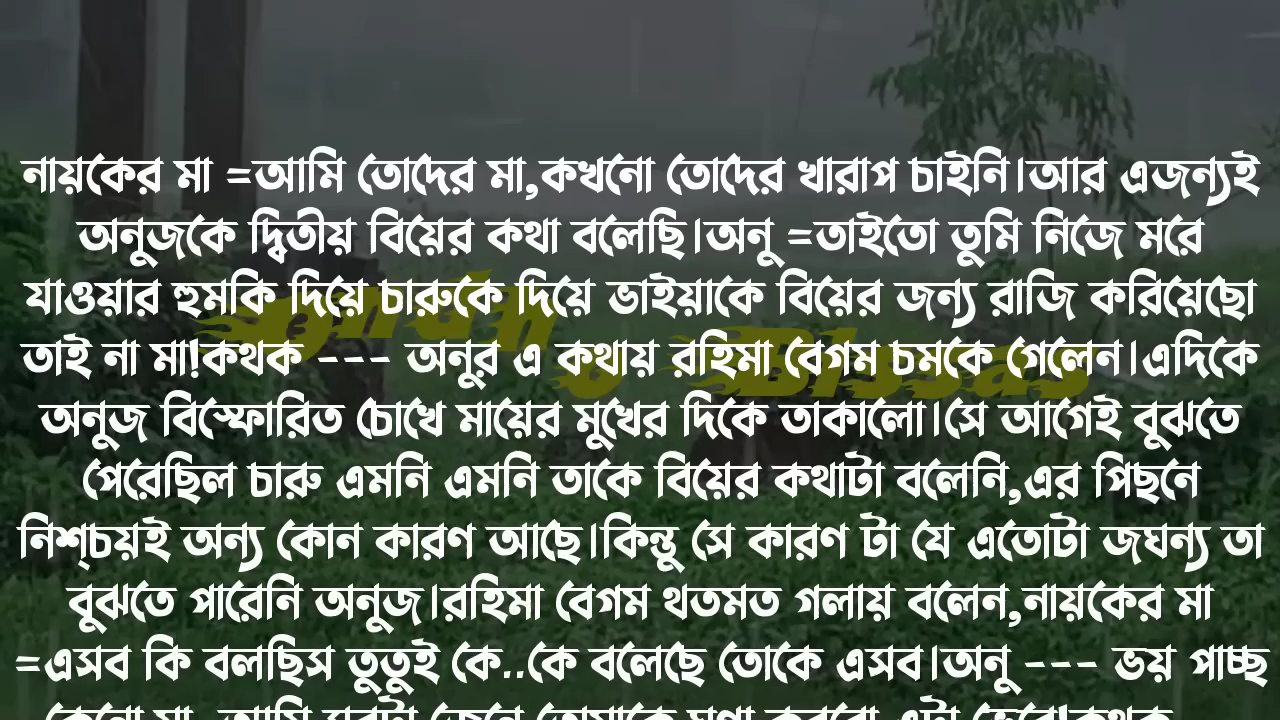 নায়কের মা =আমি তোদের মা,কখনো তোদের খারাপ চাইনি।আর এজন্যই
অনুজকে দ্বিতীয় বিয়ের কথা বলেছি।অনু =তাইতো তুমি নিজে মরে
যাওয়ার হুমকি দিয়ে চারুকে দিয়ে ভাইয়াকে বিয়ের জন্য রাজি করিয়েছো
তাই না মা!কথক --- অনুর এ কথায় রহিমা বেগম চমকে গেলেন।এদিকে
অনুজ বিস্ফোরিত চোখে মায়ের মুখের দিকে তাকালো।সে আগেই বুঝতে
পেরেছিল চারু এমনি এমনি তাকে বিয়ের কথাটা বলেনি,এর পিছনে
নিশ্চয়ই অন্য কোন কারণ আছে।কিন্তু সে কারণ টা যে এতোটা জঘন্য তা
বুঝতে পারেনি অনুজ।রহিমা বেগম থতমত গলায় বলেন,নায়কের মা
=এসব কি বলছিস তুতুই কে..কে বলেছে তোকে এসব।অনু --- ভয় পাচ্ছ
Bissas